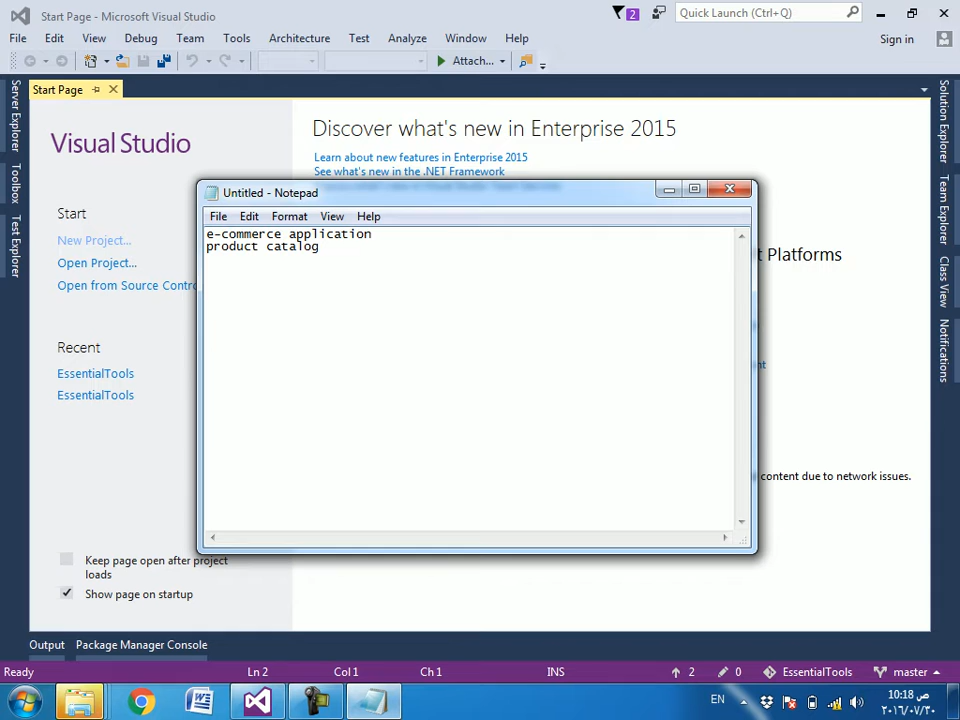 Start Page - Microsoft Visual Studio
2
Quick Launch (Ctrl+Q)
File Edit View Debug Team Tools Architecture Test Analyze Window Help
Sign in
Attach...
Start Page
Server Explorer
Toolbox
Test Explorer
Solution Explorer
Team Explorer
Class View
Notifications
Visual Studio
Discover what's new in Enterprise 2015
Learn about new features in Enterprise 2015
See what's new in the .NET Framework
Start
New Project...
Open Project...
Open from Source Contro
Recent
EssentialTools
EssentialTools
Untitled - Notepad
File Edit Format View Help
e-commerce application
product catalog
t Platforms
content due to network issues.
Keep page open after project
loads
Show page on startup
Output Package Manager Console
Ready Ln 2 Col 1 Ch 1 INS 2 0 EssentialTools master
EN
10:18 ص
٢٠١٦/٠٧/٣٠